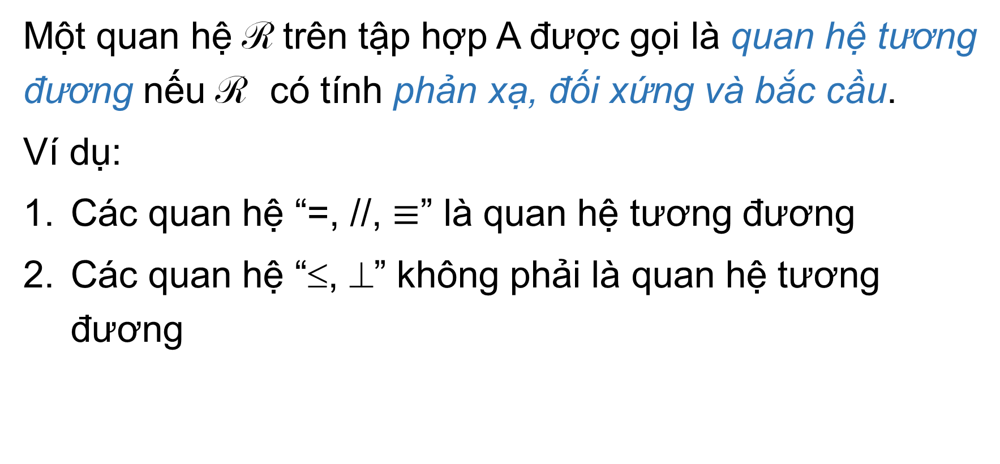 Một quan hệ ℛ trên tập hợp A được gọi là quan hệ tương
đương nếu ℛ có tính phản xạ, đối xứng và bắc cầu.
Ví dụ:
1. Các quan hệ “=, //, ≡” là quan hệ tương đương
2. Các quan hệ “≤, ⊥” không phải là quan hệ tương
đương